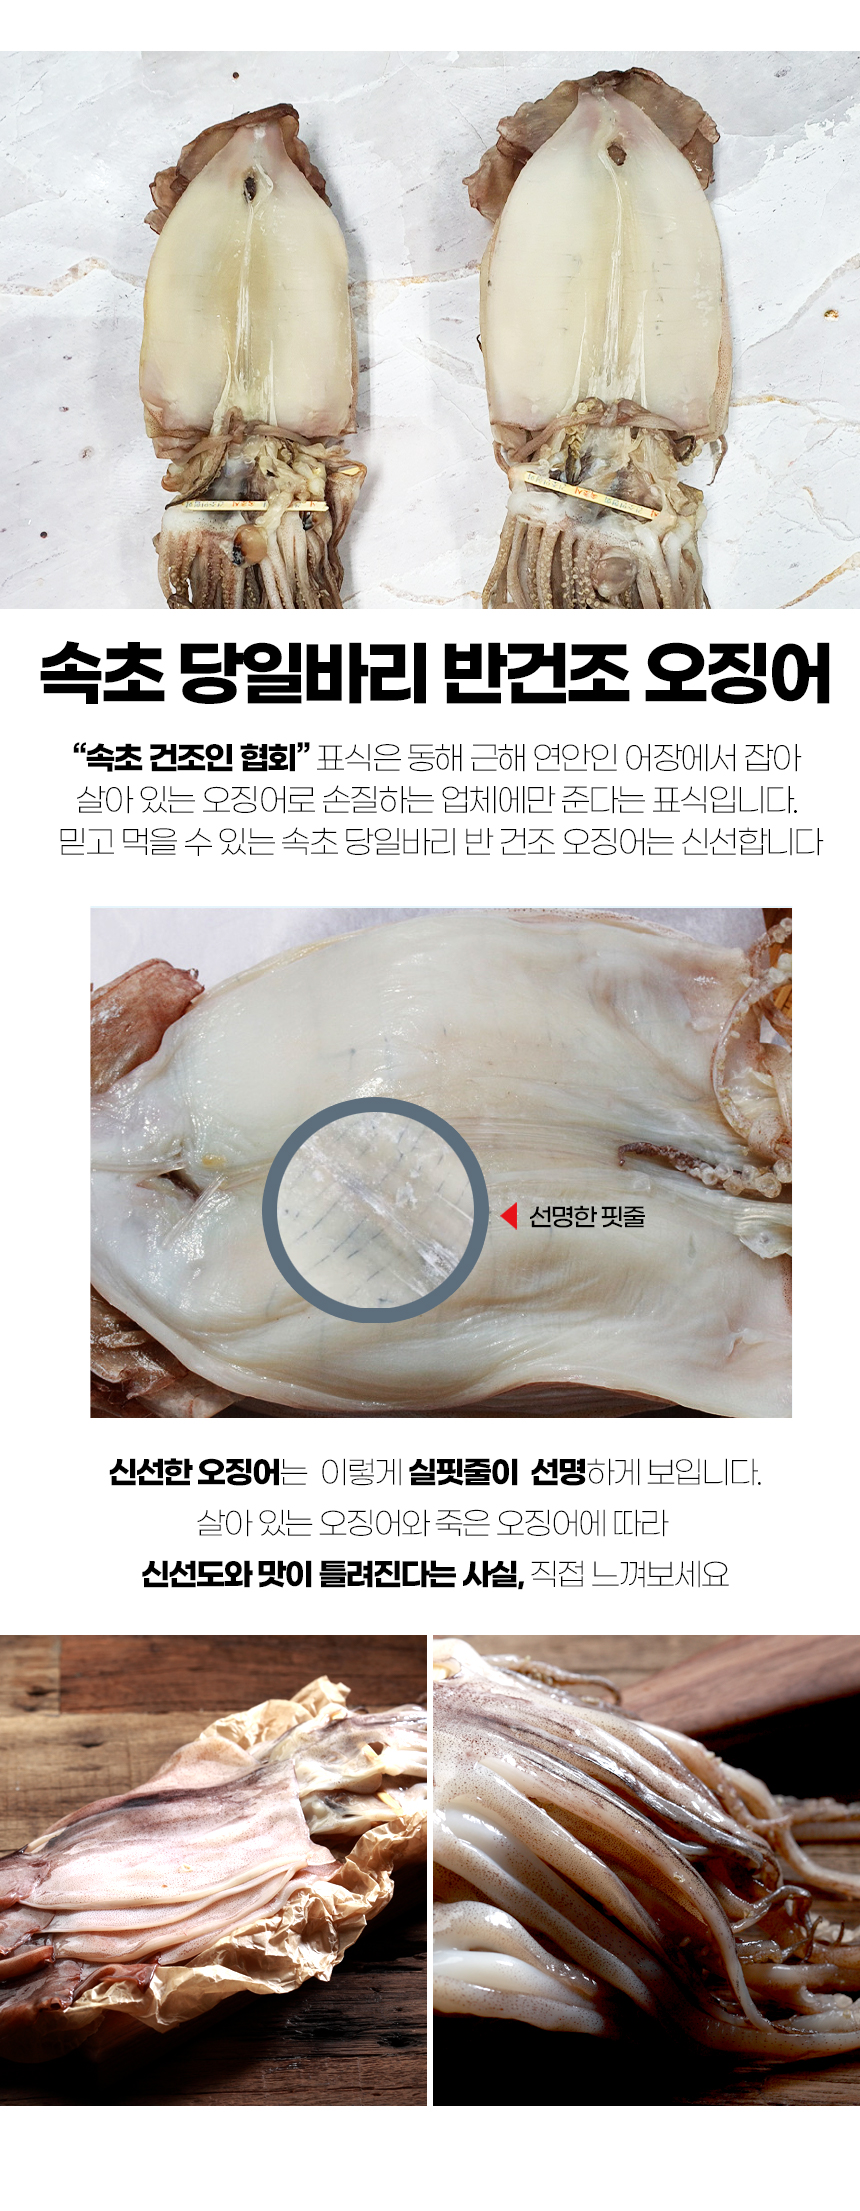 속초 당일바리 반건조 오징어
“속초 건조인 협회” 표식은 동해 근해 연안인 어장에서 잡아
살아 있는 오징어로 손질하는 업체에만 준다는 표식입니다.
믿고 먹을 수 있는 속초 당일바리 반 건조 오징어는 신선합니다
선명한 핏줄
신선한 오징어는 이렇게 실핏줄이 선명하게 보입니다.
살아 있는 오징어와 죽은 오징어에 따라
신선도와 맛이 틀려진다는 사실, 직접 느껴보세요